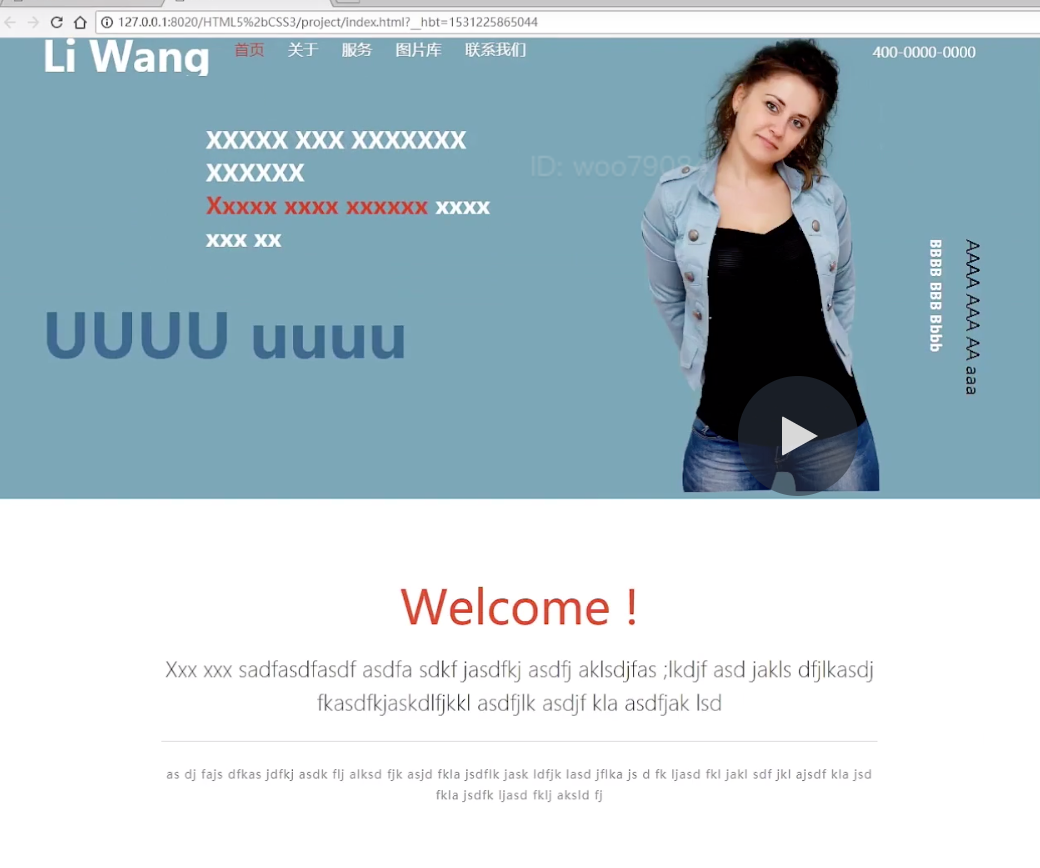 127.0.0.1:8020/HTML5%2bCSS3/project/index.html?__hbt=1531225865044
Li Wang 首页 关于 服务 图片库 联系我们 400-0000-0000
XXXXX XXX XXXXXXX
XXXXXX
Xxxxx xxxx xxxxxx xxxx
xxx xx
ID: woo790
UUUU uuuu
BBBB BBB Bbbb
AAAA AAA AA aaa
Welcome !
Xxx xxx sadfasdfasdf asdfa sdkf jasdfkj asdfj aklsdjfas ;lkdjf asd jakls dfjlkasdj
fkasdfkjaskdlfjkkl asdfjlk asdjf kla asdfjak lsd
as dj fajs dfkas jdfkj asdk flj alksd fjk asjd fkla jsdflk jask ldfjk lasd jflka js d fk ljasd fkl jakl sdf jkl ajsdf kla jsd
fkla jsdfk ljasd fklj aksld fj